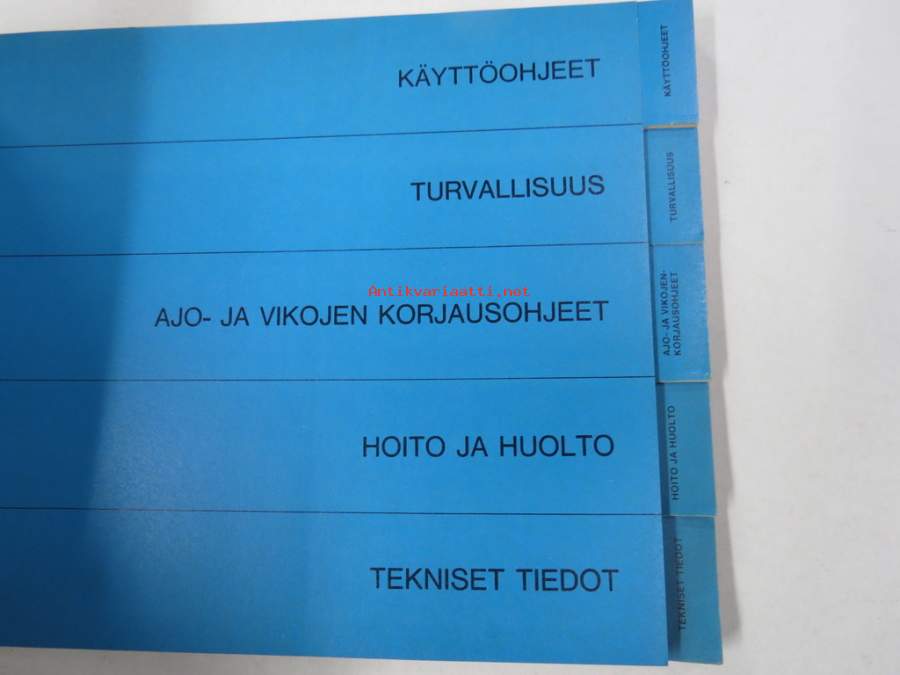 KÄYTTÖOHJEET
KÄYTTÖOHJEET
TURVALLISUUS
TURVALLISUUS
Antikvariaatti.net
AJO- JA VIKOJEN KORJAUSOHJEET
AJO- JA VIKOJEN-
KORJAUSOHJEET
HOITO JA HUOLTO
HOITO JA HUOLTO
TEKNISET TIEDOT
TEKNISET TIEDOT